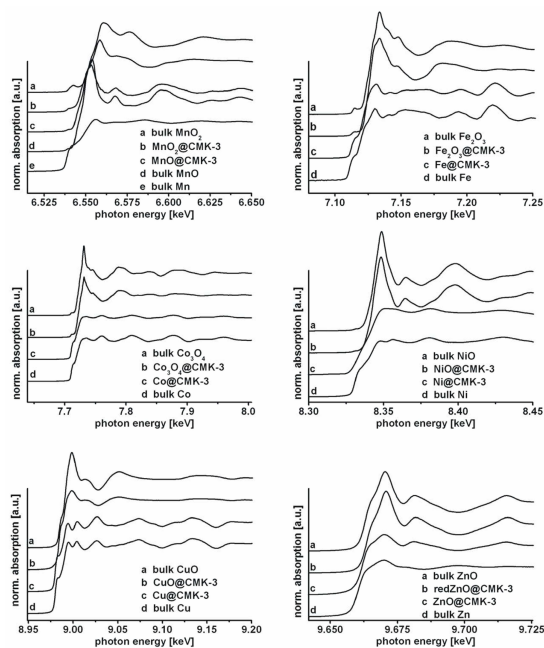 norm. absorption [a.u.]
a
b
c
d
e
a bulk MnO₂
b MnO₂@CMK-3
c MnO@CMK-3
d bulk MnO
e bulk Mn
6.525 6.550 6.575 6.600 6.625 6.650
photon energy [keV]
norm. absorption [a.u.]
a
b
c
d
a bulk Fe₂O₃
b Fe₂O₃@CMK-3
c Fe@CMK-3
d bulk Fe
7.10 7.15 7.20 7.25
photon energy [keV]
norm. absorption [a.u.]
a
b
c
d
a bulk Co₃O₄
b Co₃O₄@CMK-3
c Co@CMK-3
d bulk Co
7.7 7.8 7.9 8.0
photon energy [keV]
norm. absorption [a.u.]
a
b
c
d
a bulk NiO
b NiO@CMK-3
c Ni@CMK-3
d bulk Ni
8.30 8.35 8.40 8.45
photon energy [keV]
norm. absorption [a.u.]
a
b
c
d
a bulk CuO
b CuO@CMK-3
c Cu@CMK-3
d bulk Cu
8.95 9.00 9.05 9.10 9.15 9.20
photon energy [keV]
norm. absorption [a.u.]
a
b
c
d
a bulk ZnO
b redZnO@CMK-3
c ZnO@CMK-3
d bulk Zn
9.650 9.675 9.700 9.725
photon energy [keV]